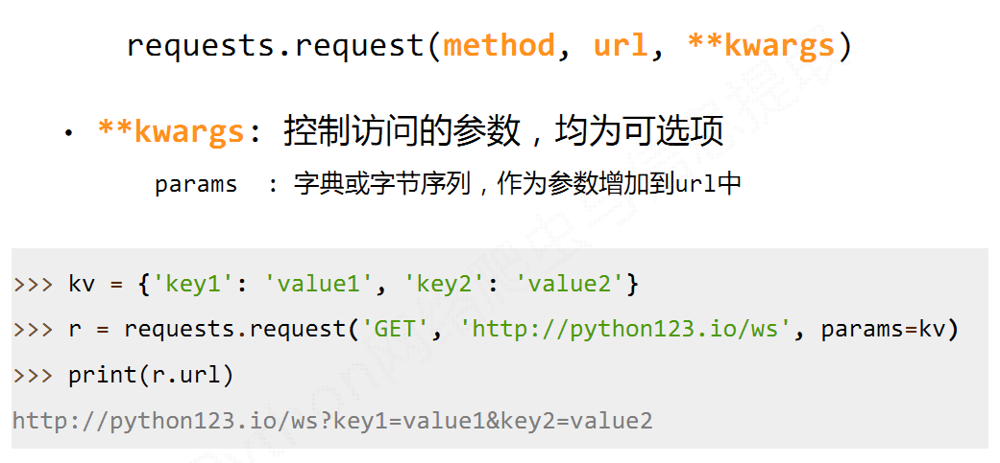 requests.request(method, url, **kwargs)
• **kwargs: 控制访问的参数，均为可选项
params : 字典或字节序列，作为参数增加到url中
>>> kv = {'key1': 'value1', 'key2': 'value2'}
>>> r = requests.request('GET', 'http://python123.io/ws', params=kv)
>>> print(r.url)
http://python123.io/ws?key1=value1&key2=value2